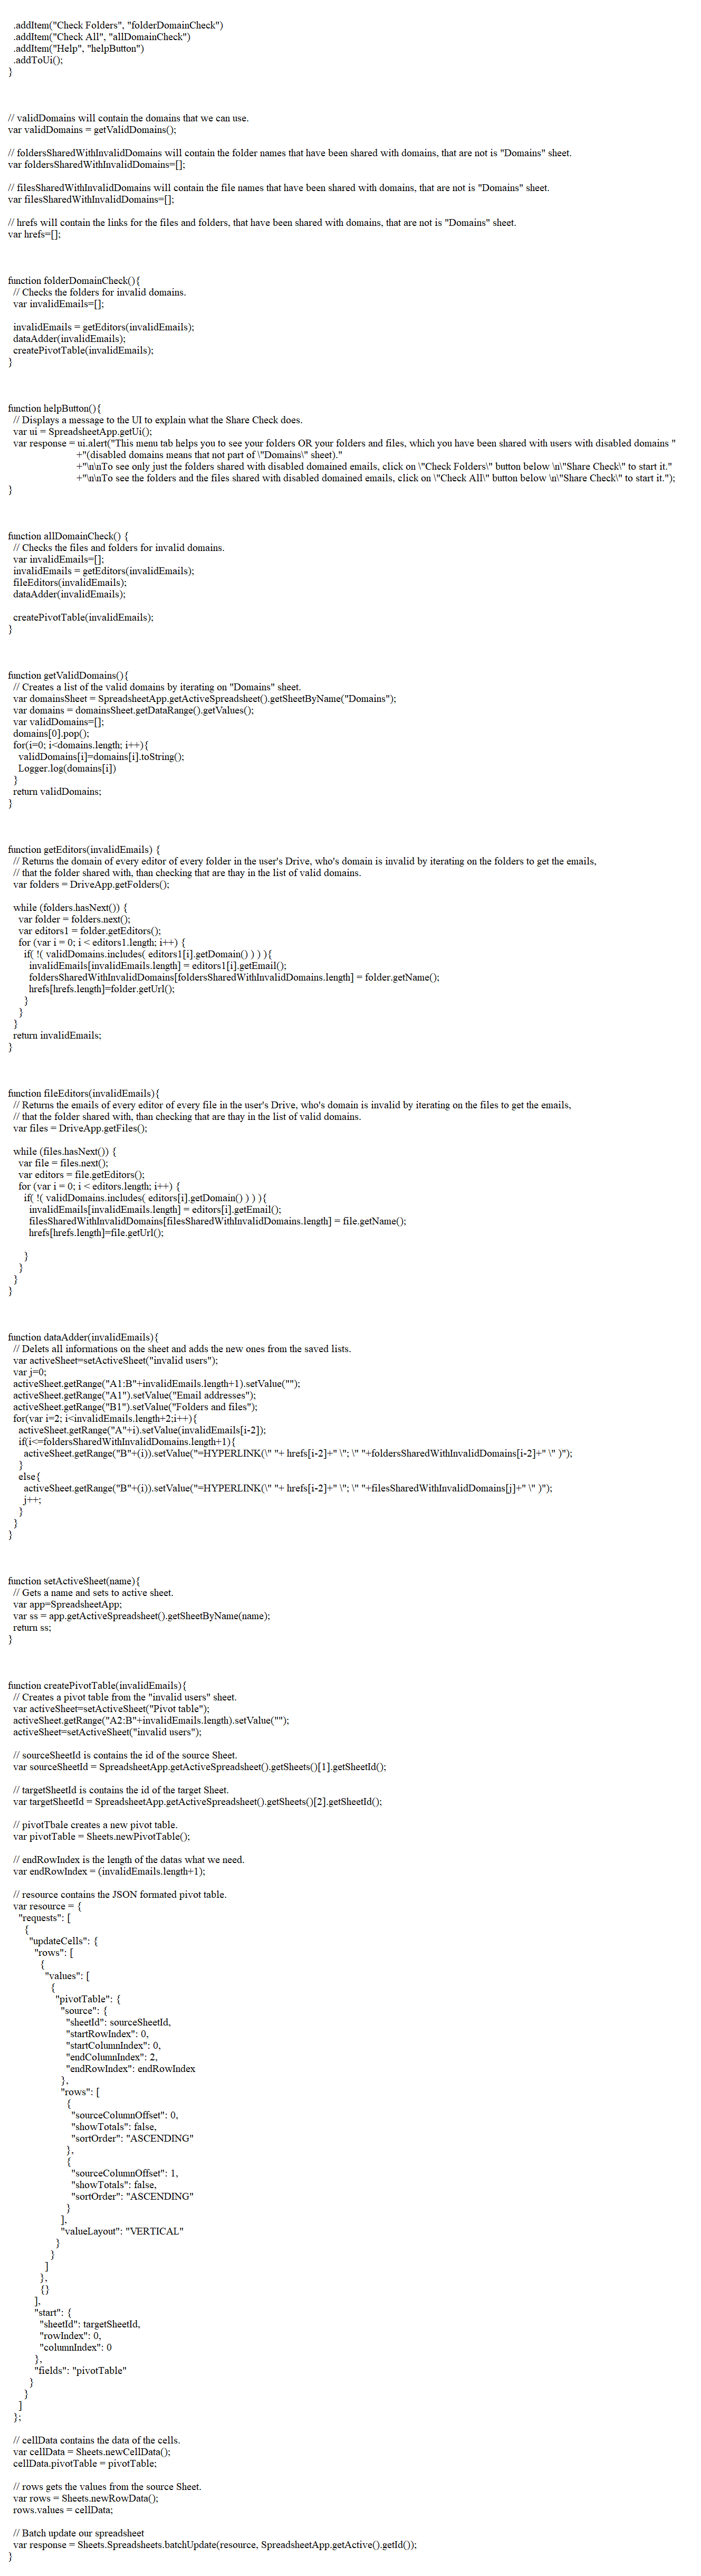 .addItem("Check Folders", "folderDomainCheck")
.addItem("Check All", "allDomainCheck")
.addItem("Help", "helpButton")
.addToUi();
}
// validDomains will contain the domains that we can use.
var validDomains = getValidDomains();
// foldersSharedWithInvalidDomains will contain the folder names that have been shared with domains, that are not is "Domains" sheet.
var foldersSharedWithInvalidDomains=[];
// filesSharedWithInvalidDomains will contain the file names that have been shared with domains, that are not is "Domains" sheet.
var filesSharedWithInvalidDomains=[];
// hrefs will contain the links for the files and folders, that have been shared with domains, that are not is "Domains" sheet.
var hrefs=[];
function folderDomainCheck(){
// Checks the folders for invalid domains.
var invalidEmails=[];
invalidEmails = getEditors(invalidEmails);
dataAdder(invalidEmails);
createPivotTable(invalidEmails);
}
function helpButton(){
// Displays a message to the UI to explain what the Share Check does.
var ui = SpreadsheetApp.getUi();
var response = ui.alert("This menu tab helps you to see your folders OR your folders and files, which you have been shared with users with disabled domains "
+"(disabled domains means that not part of \"Domains\" sheet)."
+"\n\nTo see only just the folders shared with disabled domained emails, click on \"Check Folders\" button below \n\"Share Check\" to start it."
+"\n\nTo see the folders and the files shared with disabled domained emails, click on \"Check All\" button below \n\"Share Check\" to start it.");
}
function allDomainCheck() {
// Checks the files and folders for invalid domains.
var invalidEmails=[];
invalidEmails = getEditors(invalidEmails);
fileEditors(invalidEmails);
dataAdder(invalidEmails);
createPivotTable(invalidEmails);
}
function getValidDomains(){
// Creates a list of the valid domains by iterating on "Domains" sheet.
var domainsSheet = SpreadsheetApp.getActiveSpreadsheet().getSheetByName("Domains");
var domains = domainsSheet.getDataRange().getValues();
var validDomains=[];
domains[0].pop();
for(i=0; i<domains.length; i++){
validDomains[i]=domains[i].toString();
Logger.log(domains[i])
}
return validDomains;
}
function getEditors(invalidEmails) {
// Returns the domain of every editor of every folder in the user's Drive, who's domain is invalid by iterating on the folders to get the emails,
// that the folder shared with, than checking that are thay in the list of valid domains.
var folders = DriveApp.getFolders();
while (folders.hasNext()) {
var folder = folders.next();
var editors1 = folder.getEditors();
for (var i = 0; i < editors1.length; i++) {
if( !( validDomains.includes( editors1[i].getDomain() ) ) ){
invalidEmails[invalidEmails.length] = editors1[i].getEmail();
foldersSharedWithInvalidDomains[foldersSharedWithInvalidDomains.length] = folder.getName();
hrefs[hrefs.length]=folder.getUrl();
}
}
}
return invalidEmails;
}
function fileEditors(invalidEmails){
// Returns the emails of every editor of every file in the user's Drive, who's domain is invalid by iterating on the files to get the emails,
// that the folder shared with, than checking that are thay in the list of valid domains.
var files = DriveApp.getFiles();
while (files.hasNext()) {
var file = files.next();
var editors = file.getEditors();
for (var i = 0; i < editors.length; i++) {
if( !( validDomains.includes( editors[i].getDomain() ) ) ){
invalidEmails[invalidEmails.length] = editors[i].getEmail();
filesSharedWithInvalidDomains[filesSharedWithInvalidDomains.length] = file.getName();
hrefs[hrefs.length]=file.getUrl();
}
}
}
}
function dataAdder(invalidEmails){
// Delets all informations on the sheet and adds the new ones from the saved lists.
var activeSheet=setActiveSheet("invalid users");
var j=0;
activeSheet.getRange("A1:B"+invalidEmails.length+1).setValue("");
activeSheet.getRange("A1").setValue("Email addresses");
activeSheet.getRange("B1").setValue("Folders and files");
for(var i=2; i<invalidEmails.length+2;i++){
activeSheet.getRange("A"+i).setValue(invalidEmails[i-2]);
if(i<=foldersSharedWithInvalidDomains.length+1){
activeSheet.getRange("B"+(i)).setValue("=HYPERLINK(\" "+ hrefs[i-2]+" \"; \" "+foldersSharedWithInvalidDomains[i-2]+" \" )");
}
else{
activeSheet.getRange("B"+(i)).setValue("=HYPERLINK(\" "+ hrefs[i-2]+" \"; \" "+filesSharedWithInvalidDomains[j]+" \" )");
j++;
}
}
}
function setActiveSheet(name){
// Gets a name and sets to active sheet.
var app=SpreadsheetApp;
var ss = app.getActiveSpreadsheet().getSheetByName(name);
return ss;
}
function createPivotTable(invalidEmails){
// Creates a pivot table from the "invalid users" sheet.
var activeSheet=setActiveSheet("Pivot table");
activeSheet.getRange("A2:B"+invalidEmails.length).setValue("");
activeSheet=setActiveSheet("invalid users");
// sourceSheetId is contains the id of the source Sheet.
var sourceSheetId = SpreadsheetApp.getActiveSpreadsheet().getSheets()[1].getSheetId();
// targetSheetId is contains the id of the target Sheet.
var targetSheetId = SpreadsheetApp.getActiveSpreadsheet().getSheets()[2].getSheetId();
// pivotTbale creates a new pivot table.
var pivotTable = Sheets.newPivotTable();
// endRowIndex is the length of the datas what we need.
var endRowIndex = (invalidEmails.length+1);
// resource contains the JSON formated pivot table.
var resource = {
"requests": [
{
"updateCells": {
"rows": [
{
"values": [
{
"pivotTable": {
"source": {
"sheetId": sourceSheetId,
"startRowIndex": 0,
"startColumnIndex": 0,
"endColumnIndex": 2,
"endRowIndex": endRowIndex
},
"rows": [
{
"sourceColumnOffset": 0,
"showTotals": false,
"sortOrder": "ASCENDING"
},
{
"sourceColumnOffset": 1,
"showTotals": false,
"sortOrder": "ASCENDING"
}
],
"valueLayout": "VERTICAL"
}
}
]
},
{}
],
"start": {
"sheetId": targetSheetId,
"rowIndex": 0,
"columnIndex": 0
},
"fields": "pivotTable"
}
}
]
};
// cellData contains the data of the cells.
var cellData = Sheets.newCellData();
cellData.pivotTable = pivotTable;
// rows gets the values from the source Sheet.
var rows = Sheets.newRowData();
rows.values = cellData;
// Batch update our spreadsheet
var response = Sheets.Spreadsheets.batchUpdate(resource, SpreadsheetApp.getActive().getId());
}